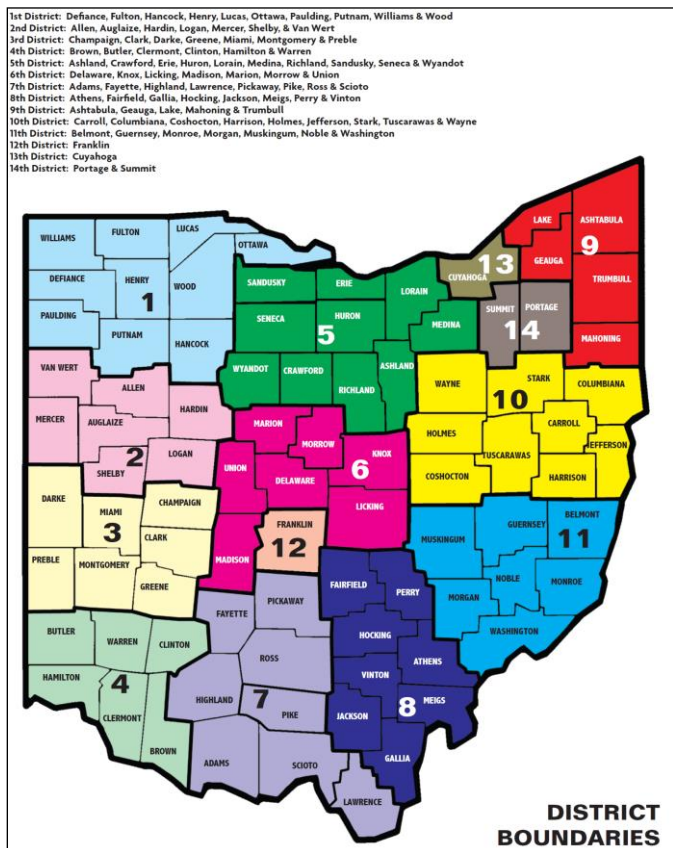 1st District: Defiance, Fulton, Hancock, Henry, Lucas, Ottawa, Paulding, Putnam, Williams & Wood
2nd District: Allen, Auglaize, Hardin, Logan, Mercer, Shelby, & Van Wert
3rd District: Champaign, Clark, Darke, Greene, Miami, Montgomery & Preble
4th District: Brown, Butler, Clermont, Clinton, Hamilton & Warren
5th District: Ashland, Crawford, Erie, Huron, Lorain, Medina, Richland, Sandusky, Seneca & Wyandot
6th District: Delaware, Knox, Licking, Madison, Marion, Morrow & Union
7th District: Adams, Fayette, Highland, Lawrence, Pickaway, Pike, Ross & Scioto
8th District: Athens, Fairfield, Gallia, Hocking, Jackson, Meigs, Perry & Vinton
9th District: Ashtabula, Geauga, Lake, Mahoning & Trumbull
10th District: Carroll, Columbiana, Coshocton, Harrison, Holmes, Jefferson, Stark, Tuscarawas & Wayne
11th District: Belmont, Guernsey, Monroe, Morgan, Muskingum, Noble & Washington
12th District: Franklin
13th District: Cuyahoga
14th District: Portage & Summit
WILLIAMS
FULTON
LUCAS
OTTAWA
DEFIANCE
HENRY
WOOD
1
PAULDING
PUTNAM
HANCOCK
SANDUSKY
ERIE
LORAIN
SENECA
HURON
5
MEDINA
WYANDOT
CRAWFORD
RICHLAND
ASHLAND
CUYAHOGA
13
LAKE
ASHTABULA
GEAUGA
9
TRUMBULL
MAHONING
SUMMIT
PORTAGE
14
VAN WERT
ALLEN
HARDIN
MERCER
AUGLAIZE
2
SHELBY
LOGAN
MARION
MORROW
KNOX
UNION
6
DELAWARE
LICKING
MADISON
WAYNE
STARK
COLUMBIANA
10
CARROLL
HOLMES
TUSCARAWAS
JEFFERSON
COSHOCTON
HARRISON
DARKE
MIAMI
CHAMPAIGN
3
CLARK
PREBLE
MONTGOMERY
GREENE
FRANKLIN
12
MUSKINGUM
GUERNSEY
BELMONT
11
NOBLE
MONROE
MORGAN
WASHINGTON
BUTLER
WARREN
CLINTON
HAMILTON
4
CLERMONT
BROWN
FAYETTE
PICKAWAY
ROSS
HIGHLAND
7
PIKE
ADAMS
SCIOTO
LAWRENCE
FAIRFIELD
PERRY
HOCKING
ATHENS
VINTON
8
MEIGS
JACKSON
GALLIA
DISTRICT
BOUNDARIES